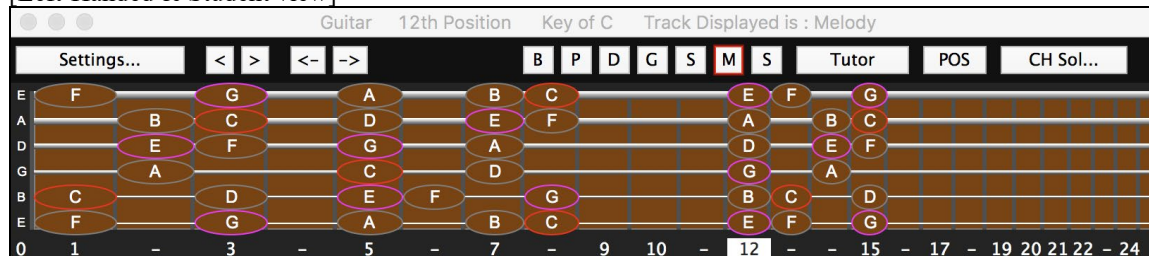 [Left-Handed or Student view]
Guitar 12th Position Key of C Track Displayed is : Melody
Settings... < > <- -> B P D G S M S Tutor POS CH Sol...
E F G A B C E F G
A B C D E F A B C
D E F G A D E F
G A C D G A
B C D E F G B C D
E F G A B C E F G
0 1 - 3 - 5 - 7 - 9 10 - 12 - - 15 - 17 - 19 20 21 22 - 24